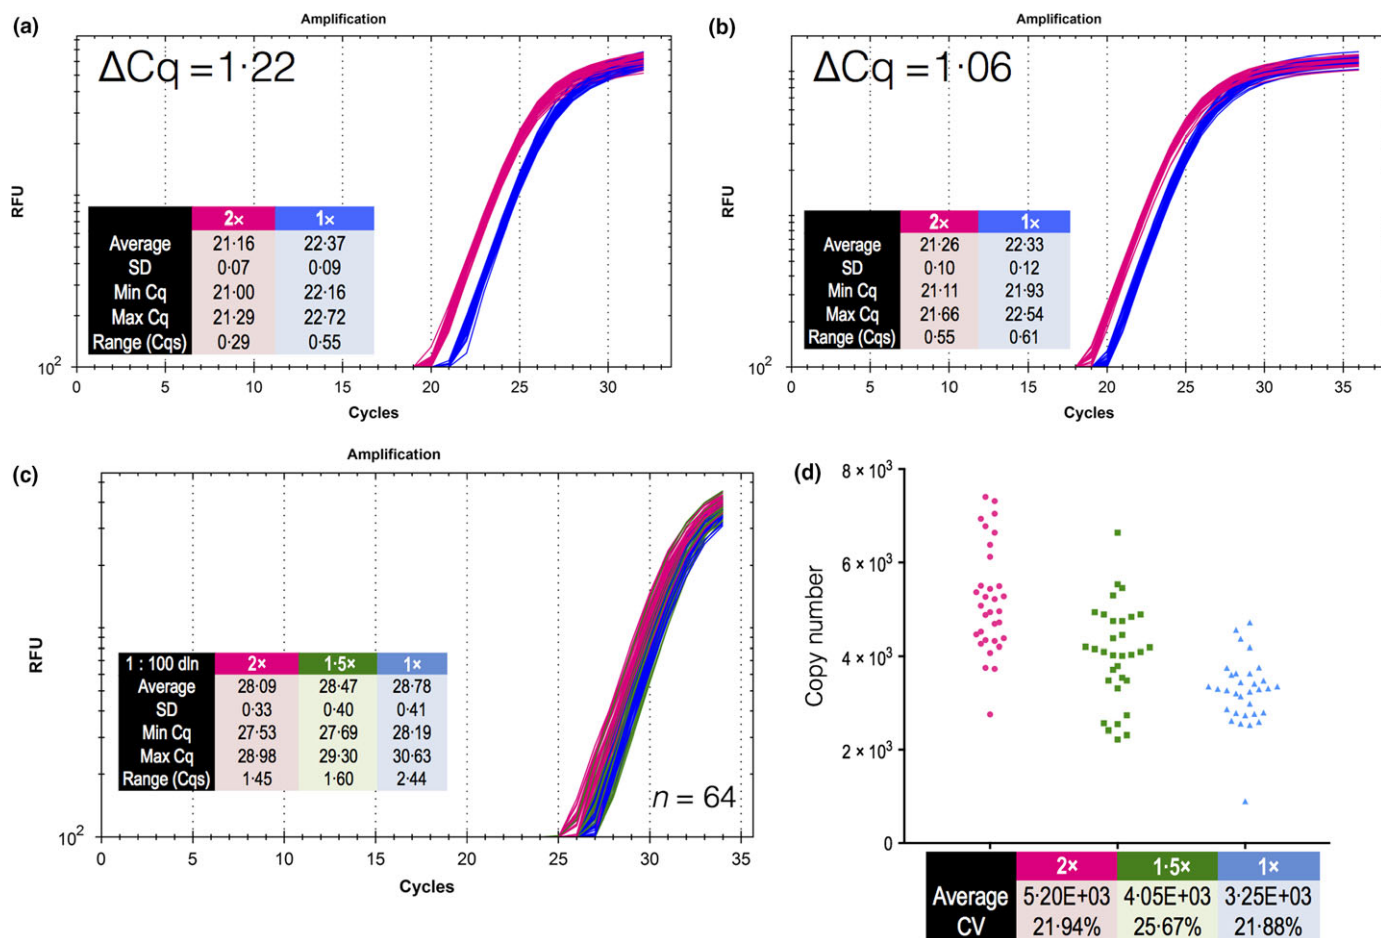 (a)
Amplification
ΔCq = 1·22
RFU
2× 1×
Average 21·16 22·37
SD 0·07 0·09
Min Cq 21·00 22·16
Max Cq 21·29 22·72
Range (Cqs) 0·29 0·55
10²
0 5 10 15 20 25 30
Cycles
(b)
Amplification
ΔCq = 1·06
RFU
2× 1×
Average 21·26 22·33
SD 0·10 0·12
Min Cq 21·11 21·93
Max Cq 21·66 22·54
Range (Cqs) 0·55 0·61
10²
0 5 10 15 20 25 30 35
Cycles
(c)
Amplification
RFU
1 : 100 dln 2× 1·5× 1×
Average 28·09 28·47 28·78
SD 0·33 0·40 0·41
Min Cq 27·53 27·69 28·19
Max Cq 28·98 29·30 30·63
Range (Cqs) 1·45 1·60 2·44
n = 64
10²
0 5 10 15 20 25 30 35
Cycles
(d)
Copy number
8 × 10³
6 × 10³
4 × 10³
2 × 10³
0
2× 1·5× 1×
Average 5·20E+03 4·05E+03 3·25E+03
CV 21·94% 25·67% 21·88%